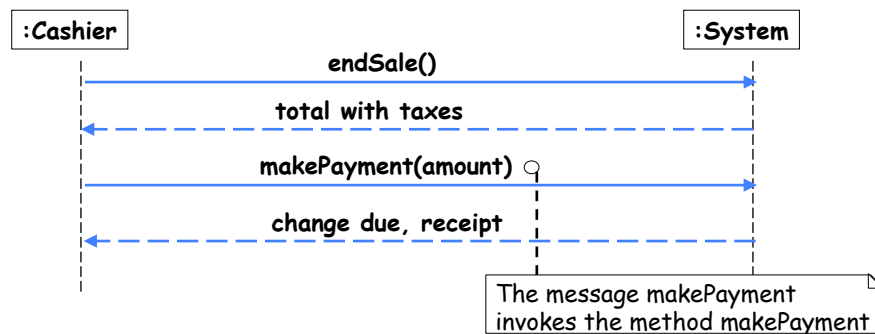 :Cashier
:System
endSale()
total with taxes
makePayment(amount)
change due, receipt
The message makePayment
invokes the method makePayment